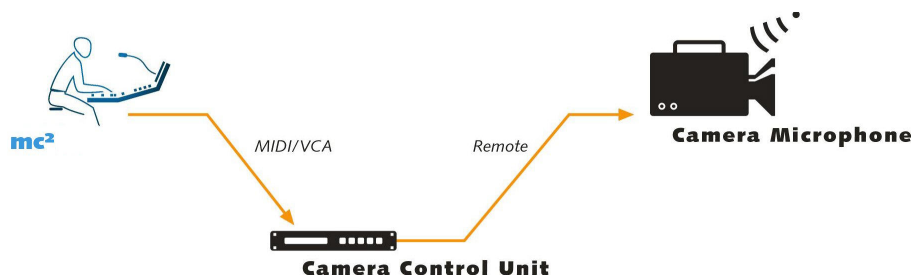 mc²
MIDI/VCA
Remote
Camera Microphone
Camera Control Unit